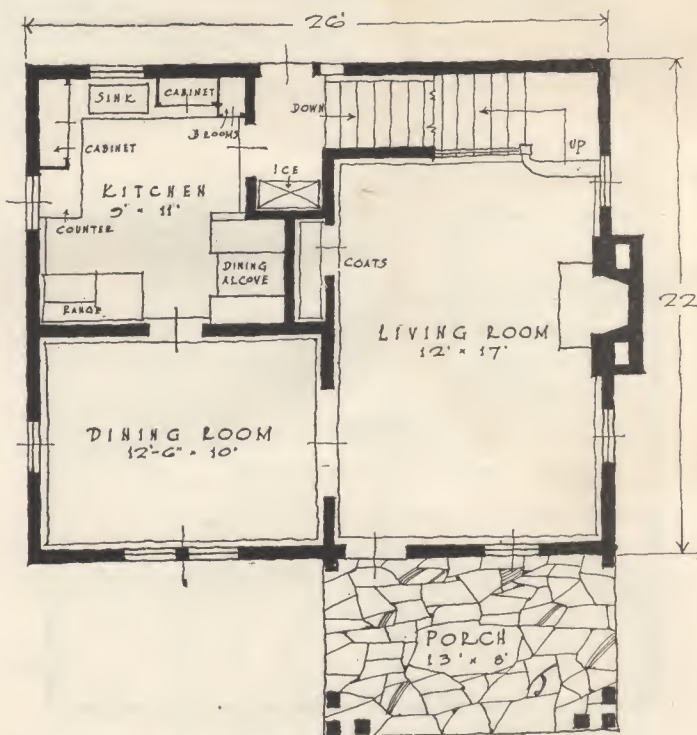 26'
SINK
CABINET
BROOMS
DOWN
UP
CABINET
ICE
KITCHEN
9' × 11'
COUNTER
DINING
ALCOVE
COATS
RANGE
22'
LIVING ROOM
12' × 17'
DINING ROOM
12'-6" × 10'
PORCH
13' × 8'